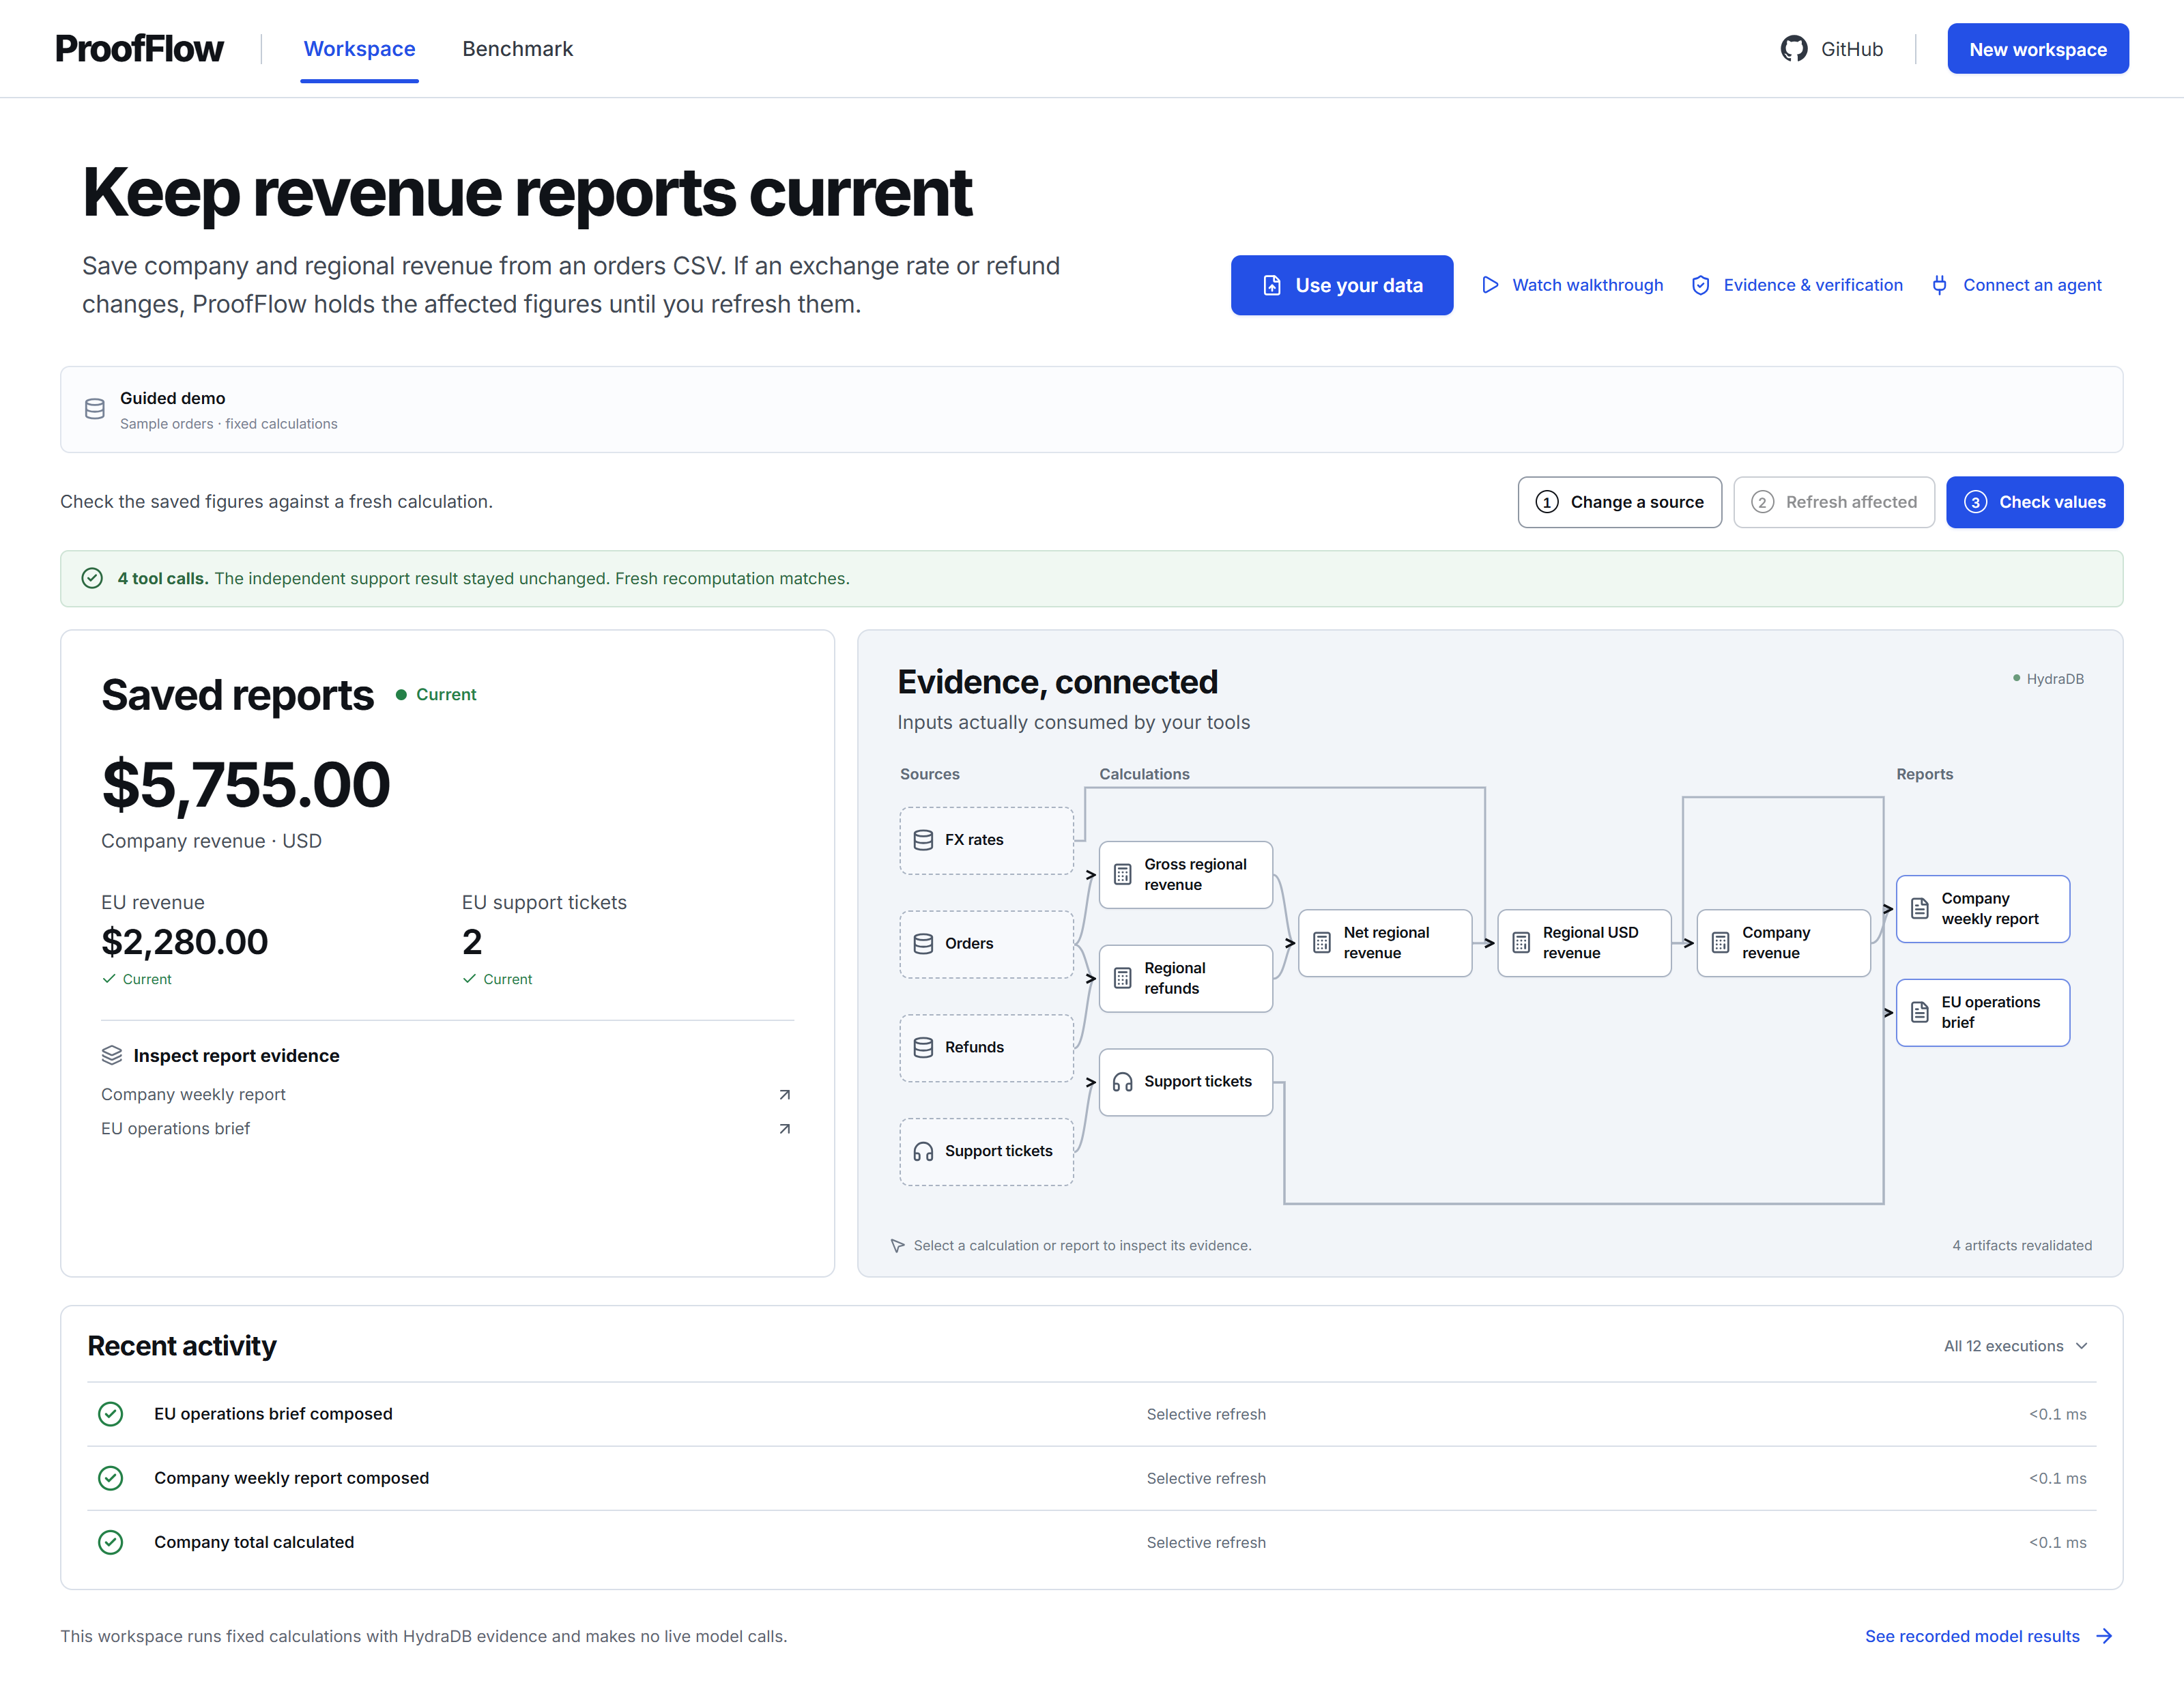 ProofFlow
Workspace
Benchmark
GitHub
New workspace
Keep revenue reports current
Save company and regional revenue from an orders CSV. If an exchange rate or refund
changes, ProofFlow holds the affected figures until you refresh them.
Use your data
Watch walkthrough
Evidence & verification
Connect an agent
Guided demo
Sample orders · fixed calculations
Check the saved figures against a fresh calculation.
1 Change a source
2 Refresh affected
3 Check values
4 tool calls. The independent support result stayed unchanged. Fresh recomputation matches.
Saved reports
Current
$5,755.00
Company revenue · USD
EU revenue
$2,280.00
Current
EU support tickets
2
Current
Inspect report evidence
Company weekly report
EU operations brief
Evidence, connected
HydraDB
Inputs actually consumed by your tools
Sources
Calculations
Reports
FX rates
Orders
Refunds
Support tickets
Gross regional
revenue
Regional
refunds
Support tickets
Net regional
revenue
Regional USD
revenue
Company
revenue
Company
weekly report
EU operations
brief
Select a calculation or report to inspect its evidence.
4 artifacts revalidated
Recent activity
All 12 executions
EU operations brief composed
Selective refresh
<0.1 ms
Company weekly report composed
Selective refresh
<0.1 ms
Company total calculated
Selective refresh
<0.1 ms
This workspace runs fixed calculations with HydraDB evidence and makes no live model calls.
See recorded model results